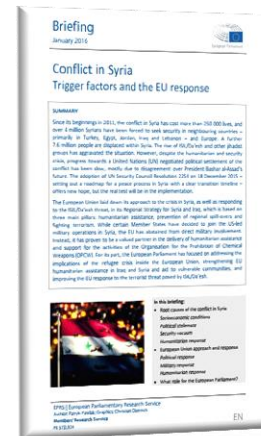 Briefing
January 2016
European Parliament
Conflict in Syria
Trigger factors and the EU response
SUMMARY
Since its beginnings in 2011, the conflict in Syria has cost more than 250 000 lives, and
over 4 million Syrians have been forced to seek security in neighbouring countries –
primarily in Turkey, Egypt, Jordan, Iraq and Lebanon – and Europe. A further
7.6 million people are displaced within Syria. The rise of ISIL/Da'esh and other jihadist
groups has aggravated the situation. However, despite the humanitarian and security
crisis, progress towards a United Nations (UN) negotiated political settlement of the
conflict has been slow, mostly due to disagreement over President Bashar al-Assad's
future. The adoption of UN Security Council Resolution 2254 on 18 December 2015 –
setting out a roadmap for a peace process in Syria with a clear transition timeline –
offers new hope, but the real test will be in the implementation.
The European Union laid down its approach to the crisis in Syria, as well as responding
to the ISIL/Da'esh threat, in its Regional Strategy for Syria and Iraq, which is based on
three main pillars: humanitarian assistance, prevention of regional spill-overs and
fighting terrorism. While certain Member States have decided to join the US-led
military operations in Syria, the EU has abstained from direct military involvement.
Instead, it has proved to be a valued partner in the delivery of humanitarian assistance
and support for the activities of the Organisation for the Prohibition of Chemical
Weapons (OPCW). For its part, the European Parliament has focused on addressing the
implications of the refugee crisis inside the European Union, strengthening EU
humanitarian assistance in Iraq and Syria and aid to vulnerable communities, and
improving the EU response to the terrorist threat posed by ISIL/Da'esh.
In this briefing:
• Root causes of the conflict in Syria
Socioeconomic conditions
Political stalemate
Security vacuum
Humanitarian response
• European Union approach and response
Political response
Military response
Humanitarian response
• What role for the European Parliament?
EPRS | European Parliamentary Research Service
Members' Research Service
EN